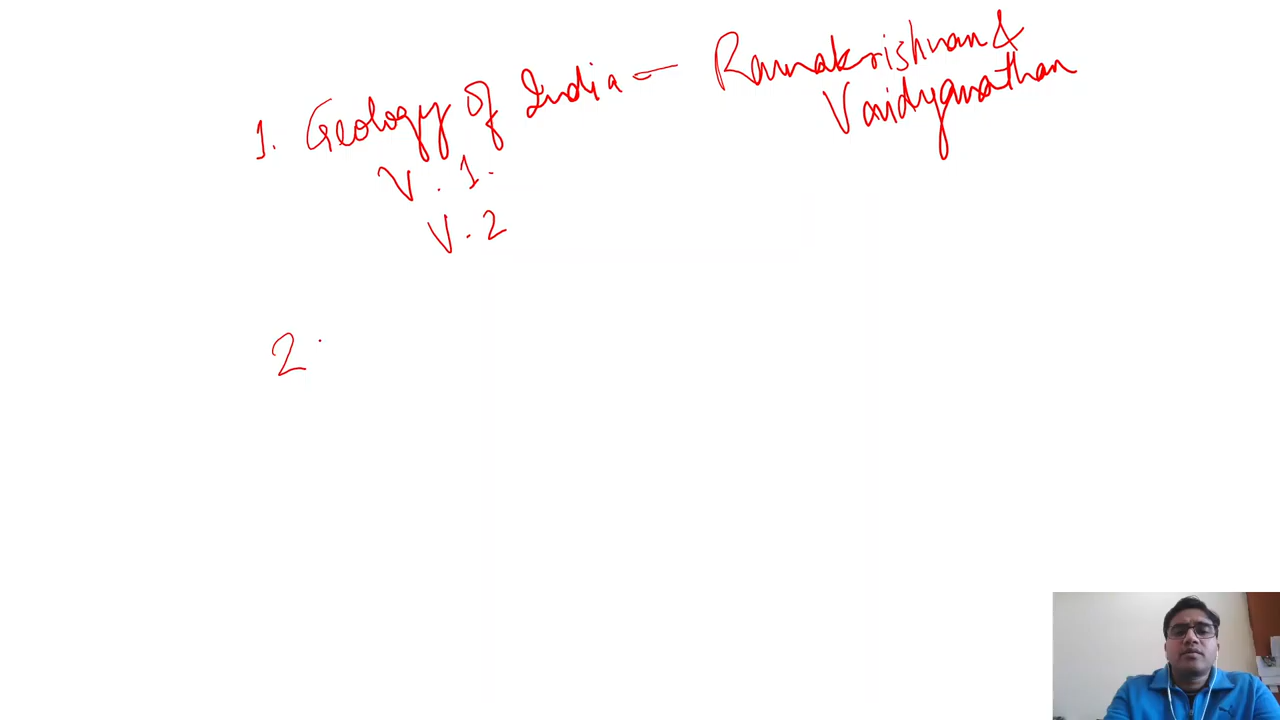 1. Geology of India - Ramakrishnan &
Vaidyanathan
V. 1.
V. 2
2.